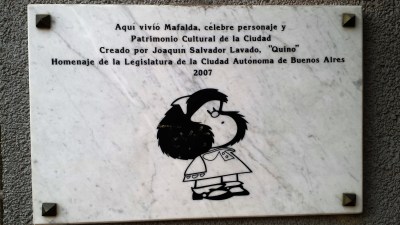 Aquí vivió Mafalda, célebre personaje y
Patrimonio Cultural de la Ciudad
Creado por Joaquín Salvador Lavado, "Quino"
Homenaje de la Legislatura de la Ciudad Autónoma de Buenos Aires
2007